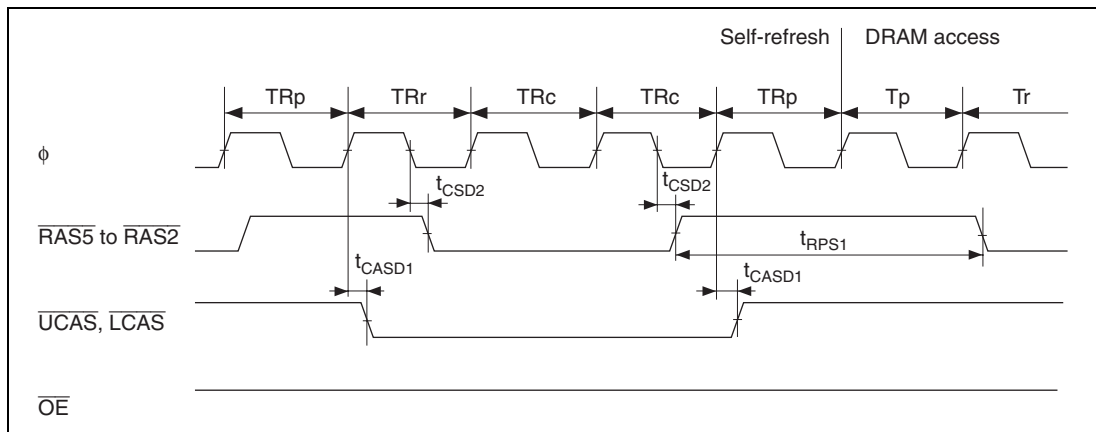 Self-refresh DRAM access
TRp TRr TRc TRc TRp Tp Tr
φ
tCSD2 tCSD2
RAS5 to RAS2
tRPS1
tCASD1 tCASD1
UCAS, LCAS
OE